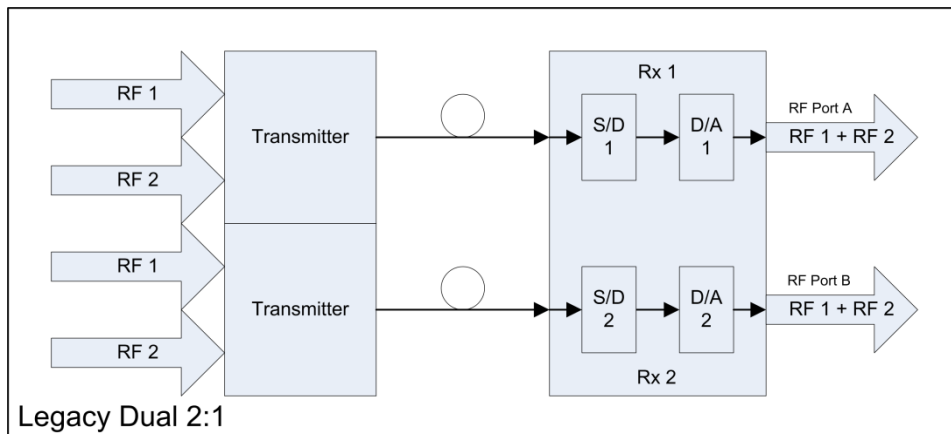 RF 1
RF 2
RF 1
RF 2
Transmitter
Transmitter
Rx 1
S/D
1
D/A
1
RF Port A
RF 1 + RF 2
S/D
2
D/A
2
RF Port B
RF 1 + RF 2
Rx 2
Legacy Dual 2:1